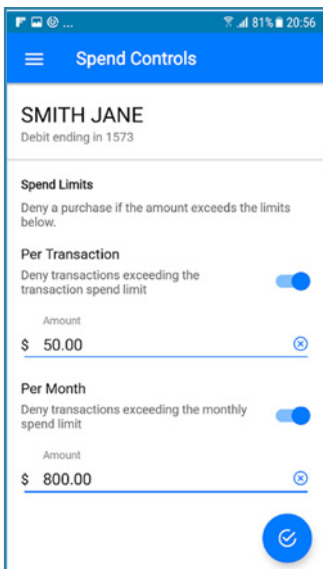 ... 81% 20:56
Spend Controls
SMITH JANE
Debit ending in 1573
Spend Limits
Deny a purchase if the amount exceeds the limits
below.
Per Transaction
Deny transactions exceeding the
transaction spend limit
Amount
$ 50.00
Per Month
Deny transactions exceeding the monthly
spend limit
Amount
$ 800.00